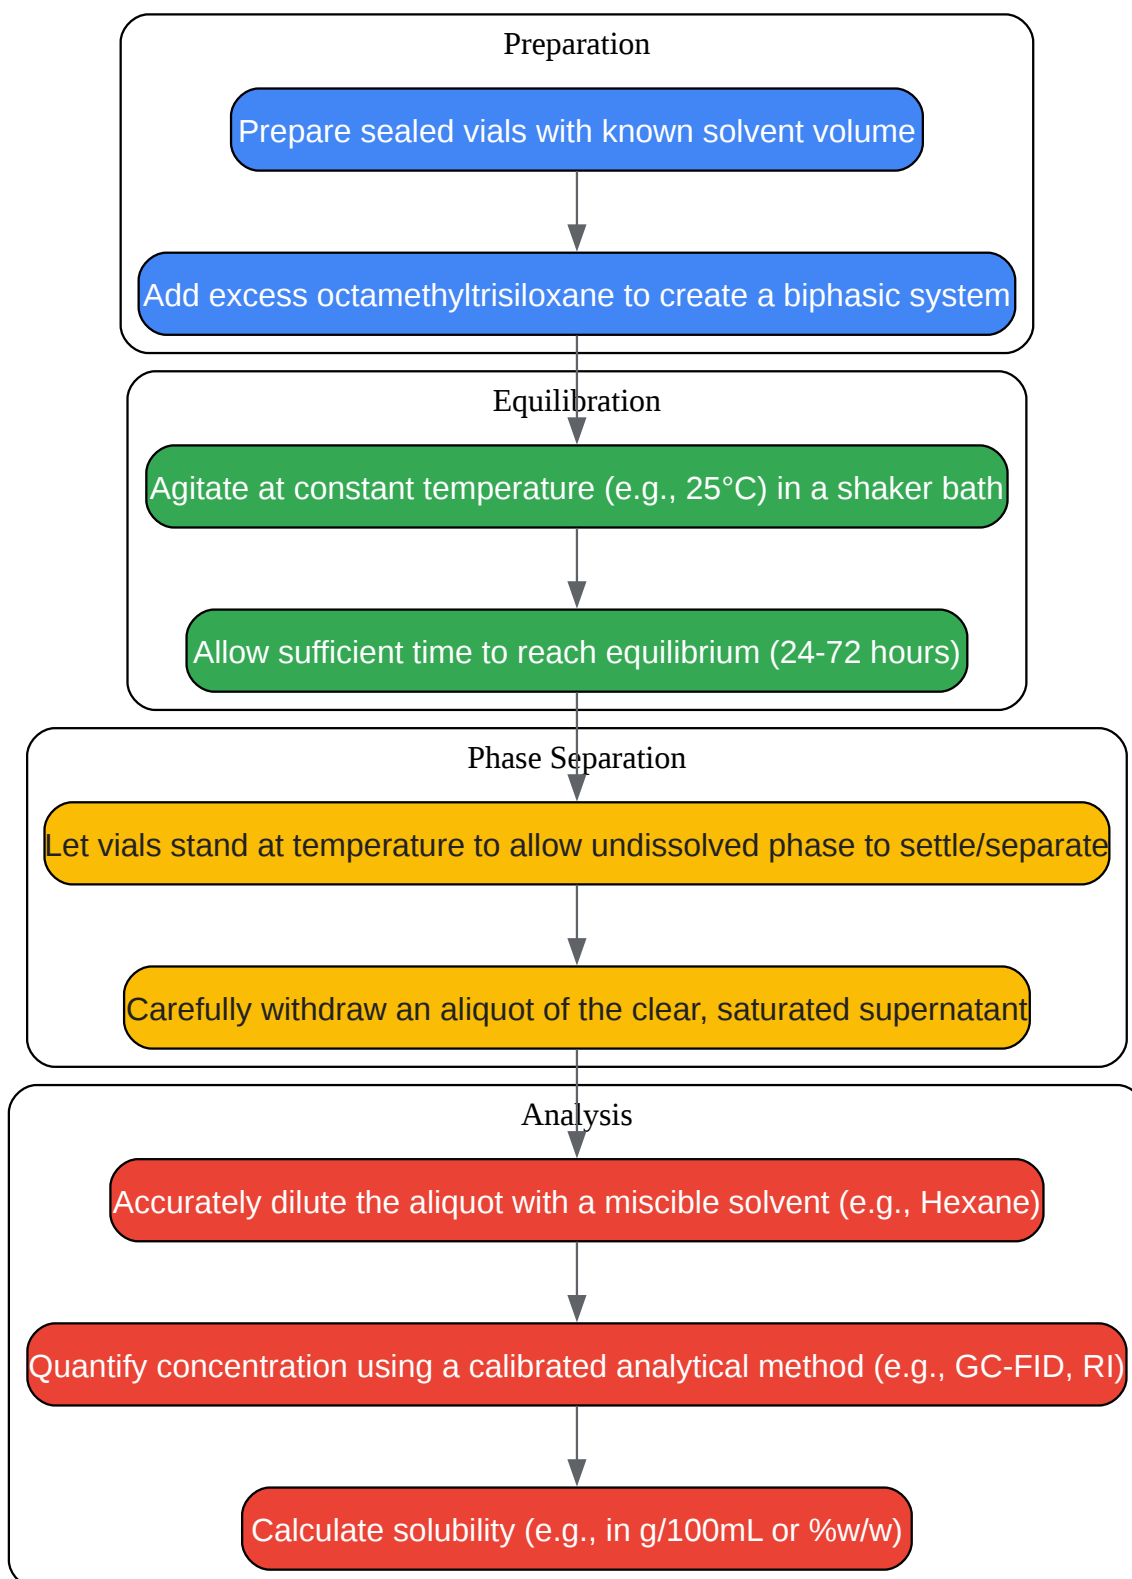 Preparation
Prepare sealed vials with known solvent volume
Add excess octamethyltrisiloxane to create a biphasic system
Equilibration
Agitate at constant temperature (e.g., 25°C) in a shaker bath
Allow sufficient time to reach equilibrium (24-72 hours)
Phase Separation
Let vials stand at temperature to allow undissolved phase to settle/separate
Carefully withdraw an aliquot of the clear, saturated supernatant
Analysis
Accurately dilute the aliquot with a miscible solvent (e.g., Hexane)
Quantify concentration using a calibrated analytical method (e.g., GC-FID, RI)
Calculate solubility (e.g., in g/100mL or %w/w)